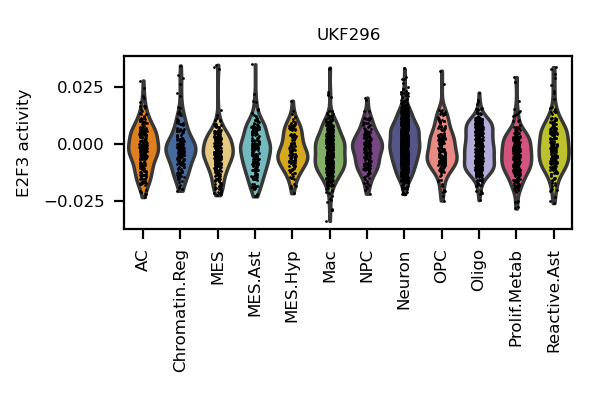 UKF296
E2F3 activity
0.025
0.000
−0.025
AC
Chromatin.Reg
MES
MES.Ast
MES.Hyp
Mac
NPC
Neuron
OPC
Oligo
Prolif.Metab
Reactive.Ast